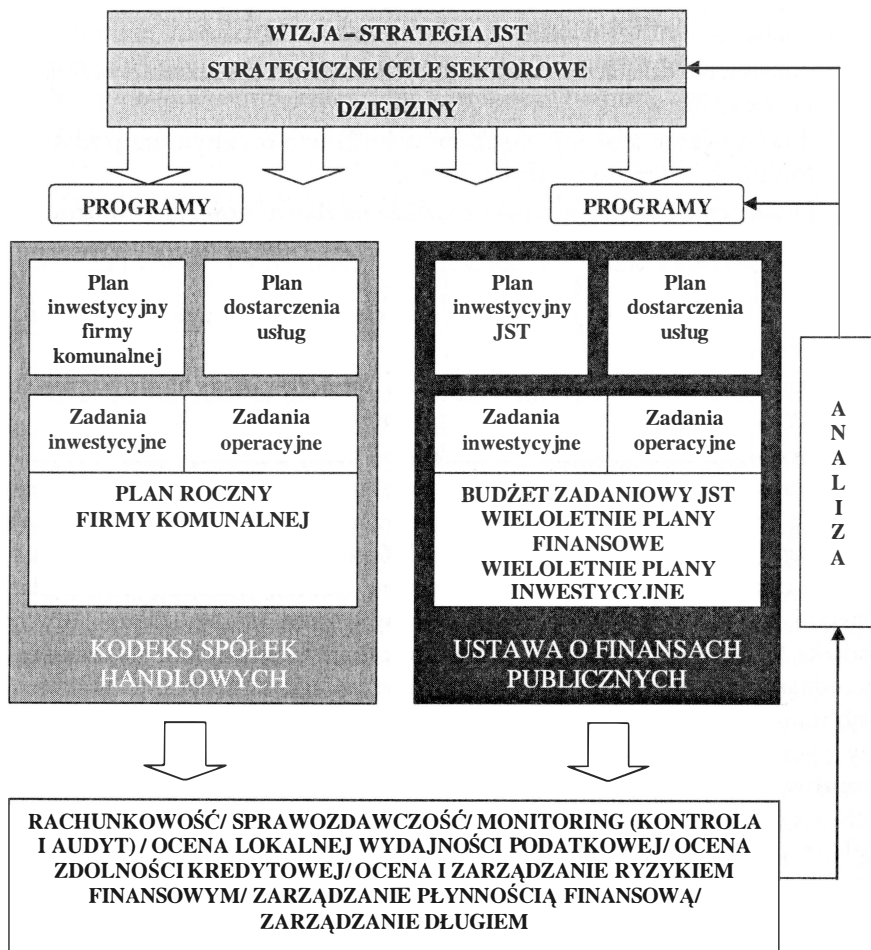 WIZJA – STRATEGIA JST
STRATEGICZNE CELE SEKTOROWE
DZIEDZINY
PROGRAMY
PROGRAMY
Plan
inwestycyjny
firmy
komunalnej
Plan
dostarczenia
usług
Zadania
inwestycyjne
Zadania
operacyjne
PLAN ROCZNY
FIRMY KOMUNALNEJ
KODEKS SPÓŁEK
HANDLOWYCH
Plan
inwestycyjny
JST
Plan
dostarczenia
usług
Zadania
inwestycyjne
Zadania
operacyjne
BUDŻET ZADANIOWY JST
WIELOLETNIE PLANY
FINANSOWE
WIELOLETNIE PLANY
INWESTYCYJNE
USTAWA O FINANSACH
PUBLICZNYCH
A
N
A
L
I
Z
A
RACHUNKOWOŚĆ/ SPRAWOZDAWCZOŚĆ/ MONITORING (KONTROLA
I AUDYT) / OCENA LOKALNEJ WYDAJNOŚCI PODATKOWEJ/ OCENA
ZDOLNOŚCI KREDYTOWEJ/ OCENA I ZARZĄDZANIE RYZYKIEM
FINANSOWYM/ ZARZĄDZANIE PŁYNNOŚCIĄ FINANSOWĄ/
ZARZĄDZANIE DŁUGIEM